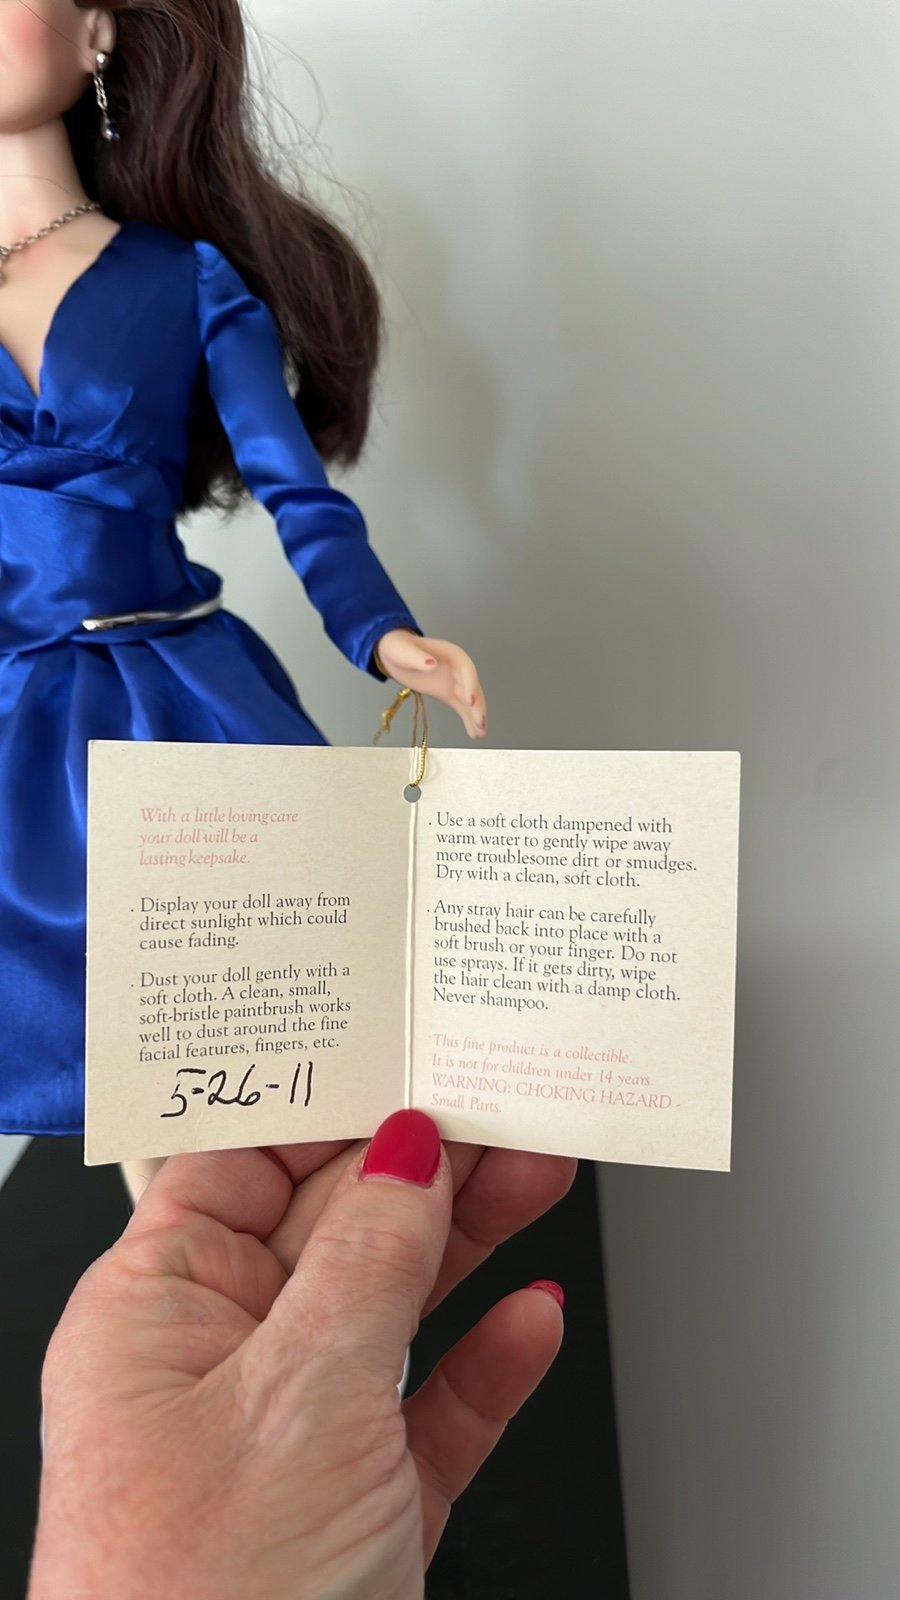 With a little loving care
your doll will be a
lasting keepsake.
. Display your doll away from
direct sunlight which could
cause fading.
. Dust your doll gently with a
soft cloth. A clean, small,
soft-bristle paintbrush works
well to dust around the fine
facial features, fingers, etc.
5-26-11
. Use a soft cloth dampened with
warm water to gently wipe away
more troublesome dirt or smudges.
Dry with a clean, soft cloth.
. Any stray hair can be carefully
brushed back into place with a
soft brush or your finger. Do not
use sprays. If it gets dirty, wipe
the hair clean with a damp cloth.
Never shampoo.
This fine product is a collectible.
It is not for children under 14 years.
WARNING: CHOKING HAZARD -
Small Parts.